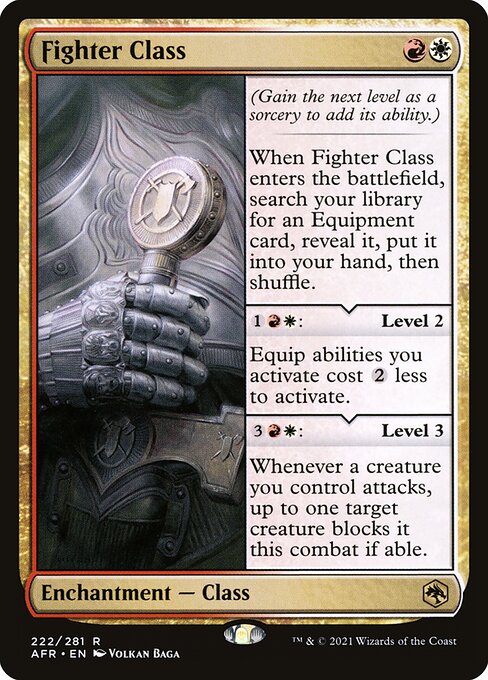 Fighter Class
(Gain the next level as a
sorcery to add its ability.)
When Fighter Class
enters the battlefield,
search your library
for an Equipment
card, reveal it, put it
into your hand, then
shuffle.
1 : Level 2
Equip abilities you
activate cost 2 less
to activate.
3 : Level 3
Whenever a creature
you control attacks,
up to one target
creature blocks it
this combat if able.
Enchantment — Class
222/281 R
AFR • EN Volkan Baga
™ & © 2021 Wizards of the Coast